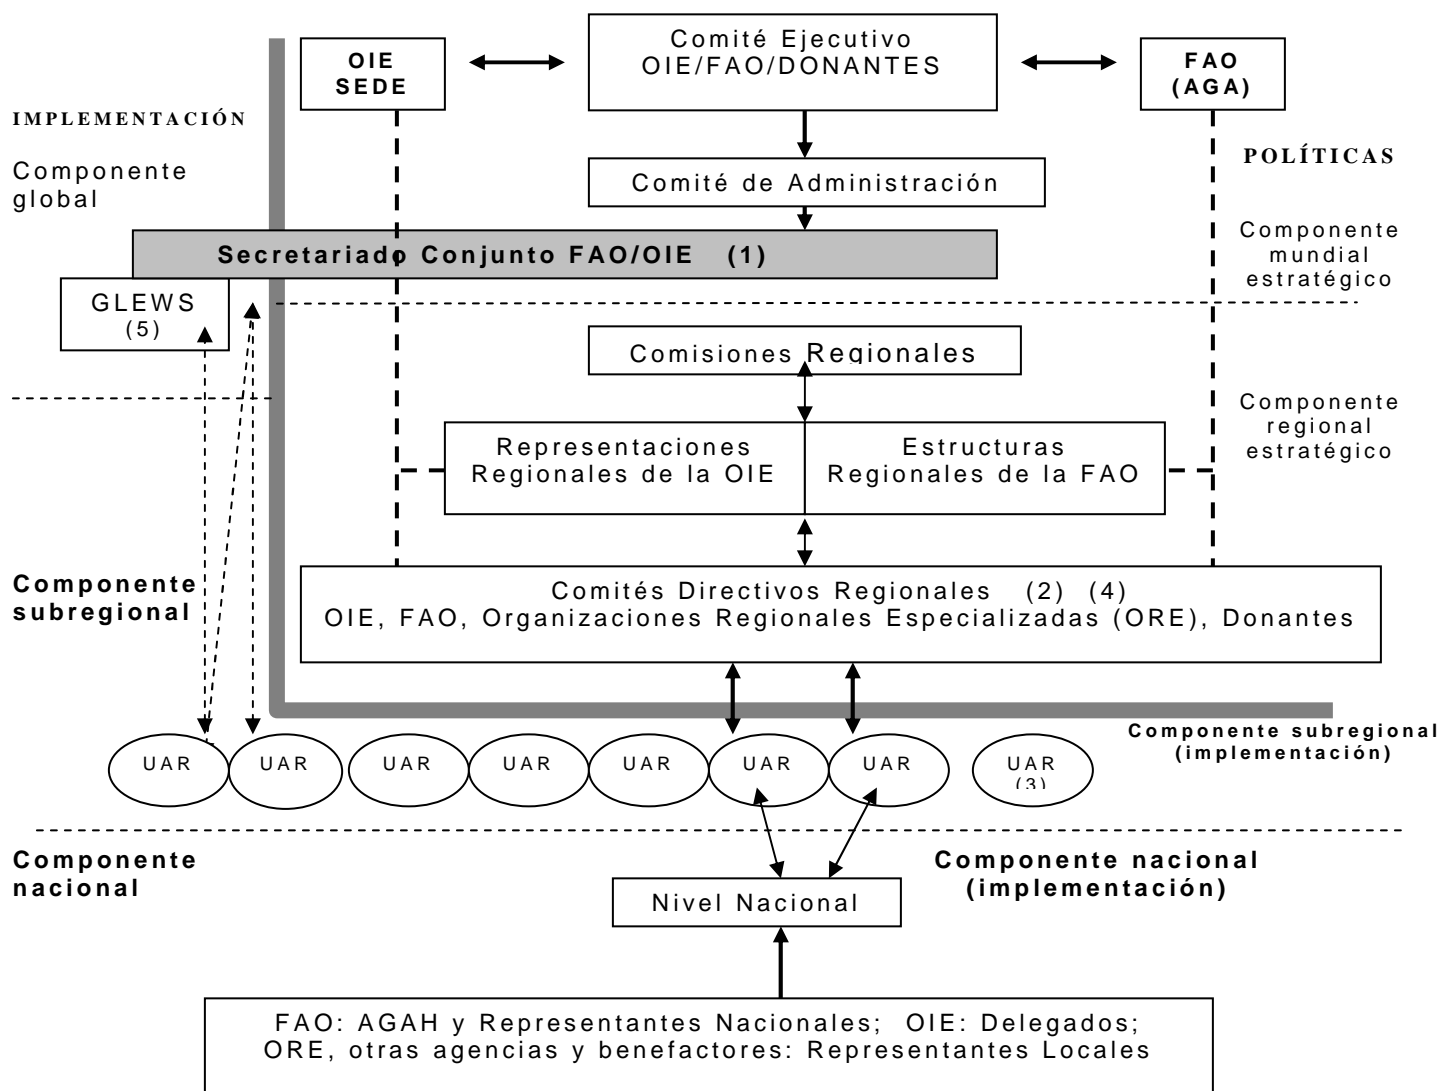 OIE
SEDE
Comité Ejecutivo
OIE/FAO/DONANTES
FAO
(AGA)
IMPLEMENTACIÓN
Componente
global
POLÍTICAS
Comité de Administración
Secretariado Conjunto FAO/OIE (1)
Componente
mundial
estratégico
GLEWS
(5)
Comisiones Regionales
Componente
regional
estratégico
Representaciones
Regionales de la OIE
Estructuras
Regionales de la FAO
Componente
subregional
Comités Directivos Regionales (2) (4)
OIE, FAO, Organizaciones Regionales Especializadas (ORE), Donantes
Componente subregional
(implementación)
UAR
UAR
UAR
UAR
UAR
UAR
UAR
UAR
(3)
Componente
nacional
Componente nacional
(implementación)
Nivel Nacional
FAO: AGAH y Representantes Nacionales; OIE: Delegados;
ORE, otras agencias y benefactores: Representantes Locales